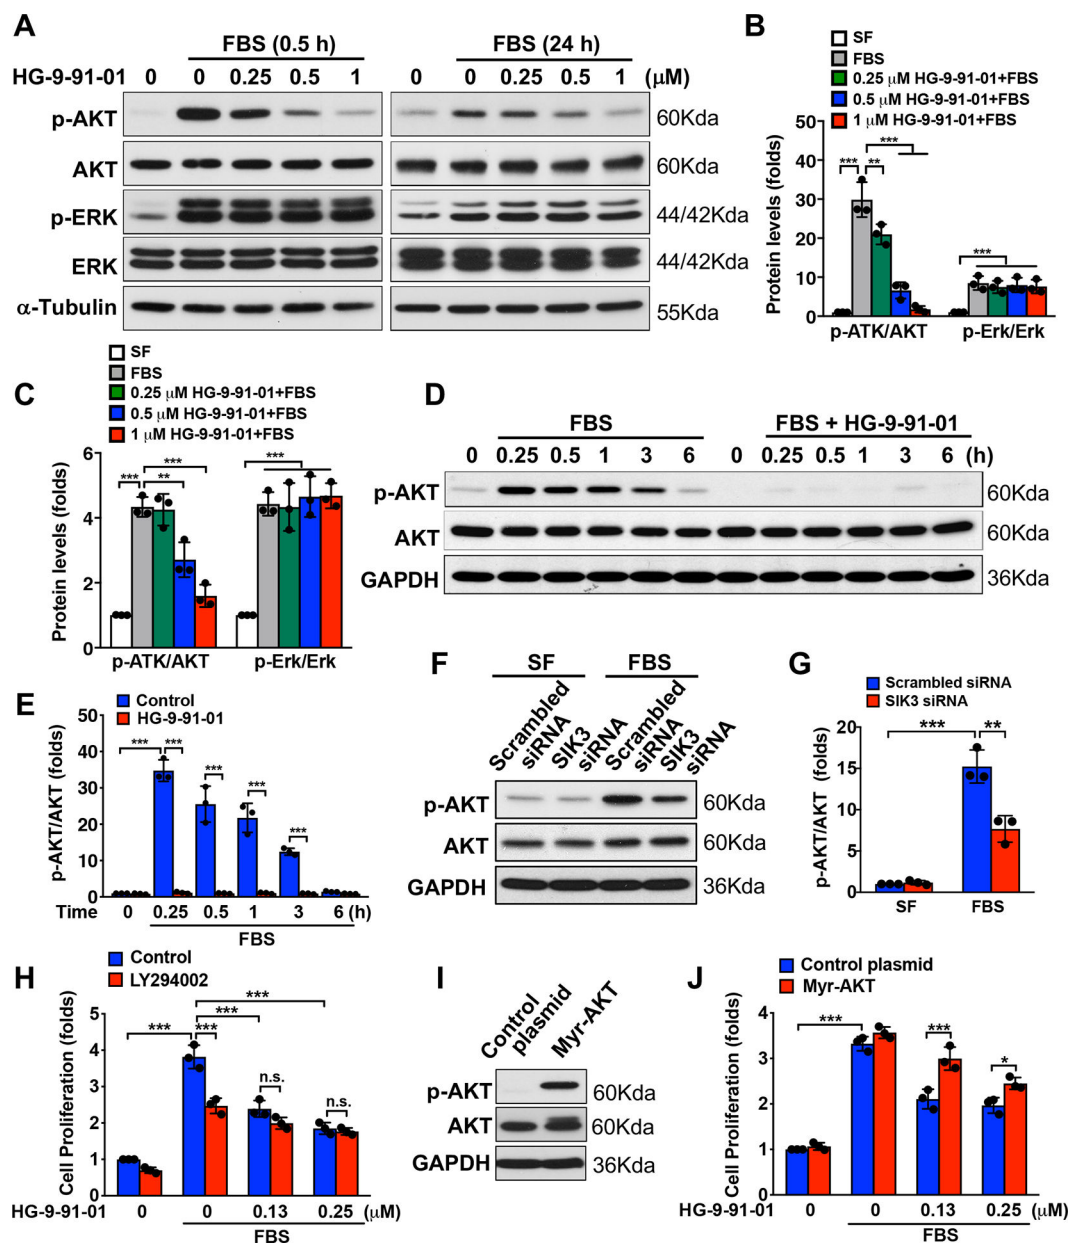 A
FBS (0.5 h)
FBS (24 h)
HG-9-91-01 0 0 0.25 0.5 1 0 0 0.25 0.5 1 (μM)
p-AKT 60Kda
AKT 60Kda
p-ERK 44/42Kda
ERK 44/42Kda
α-Tubulin 55Kda
B
SF
FBS
0.25 μM HG-9-91-01+FBS
0.5 μM HG-9-91-01+FBS
1 μM HG-9-91-01+FBS
Protein levels (folds)
50
40
30
20
10
0
***
***
**
***
p-ATK/AKT p-Erk/Erk
C
SF
FBS
0.25 μM HG-9-91-01+FBS
0.5 μM HG-9-91-01+FBS
1 μM HG-9-91-01+FBS
Protein levels (folds)
6
4
2
0
***
***
**
***
p-ATK/AKT p-Erk/Erk
D
FBS
FBS + HG-9-91-01
0 0.25 0.5 1 3 6 0 0.25 0.5 1 3 6 (h)
p-AKT 60Kda
AKT 60Kda
GAPDH 36Kda
E
Control
HG-9-91-01
p-AKT/AKT (folds)
50
40
30
20
10
0
***
***
***
***
***
Time 0 0.25 0.5 1 3 6 (h)
FBS
F
SF FBS
Scrambled siRNA
SIK3 siRNA
Scrambled siRNA
SIK3 siRNA
p-AKT 60Kda
AKT 60Kda
GAPDH 36Kda
G
Scrambled siRNA
SIK3 siRNA
p-AKT/AKT (folds)
20
15
10
5
0
***
**
SF FBS
H
Control
LY294002
Cell Proliferation (folds)
5
4
3
2
1
0
***
***
***
***
n.s.
n.s.
HG-9-91-01 0 0 0.13 0.25 (μM)
FBS
I
Control plasmid
Myr-AKT
p-AKT 60Kda
AKT 60Kda
GAPDH 36Kda
J
Control plasmid
Myr-AKT
Cell Proliferation (folds)
4
3
2
1
0
***
***
*
HG-9-91-01 0 0 0.13 0.25 (μM)
FBS